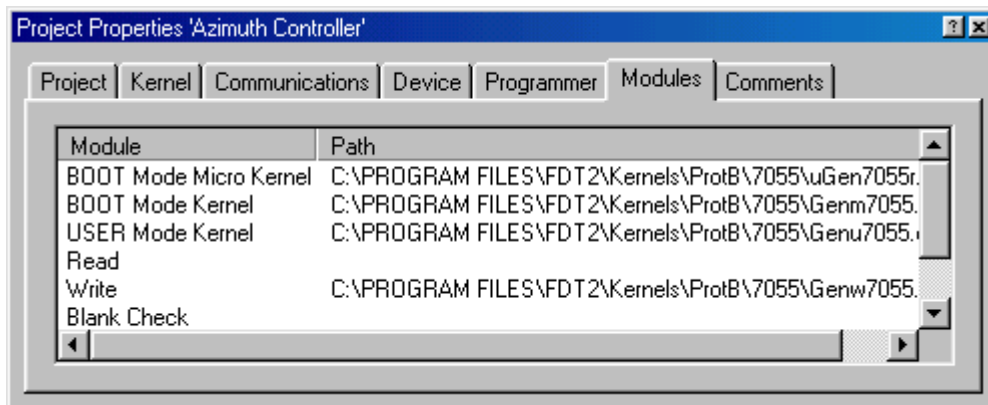 Project Properties 'Azimuth Controller'
Project Kernel Communications Device Programmer Modules Comments
Module Path
BOOT Mode Micro Kernel C:\PROGRAM FILES\FDT2\Kernels\ProtB\7055\uGen7055r.
BOOT Mode Kernel C:\PROGRAM FILES\FDT2\Kernels\ProtB\7055\Genm7055.
USER Mode Kernel C:\PROGRAM FILES\FDT2\Kernels\ProtB\7055\Genu7055.
Read
Write C:\PROGRAM FILES\FDT2\Kernels\ProtB\7055\Genw7055.
Blank Check